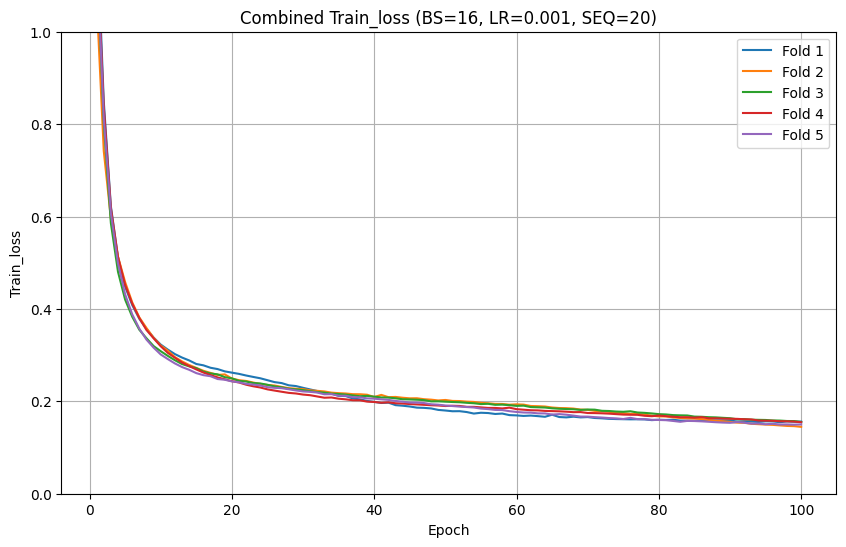 Combined Train_loss (BS=16, LR=0.001, SEQ=20)
Train_loss
1.0
0.8
0.6
0.4
0.2
0.0
Fold 1
Fold 2
Fold 3
Fold 4
Fold 5
0 20 40 60 80 100
Epoch